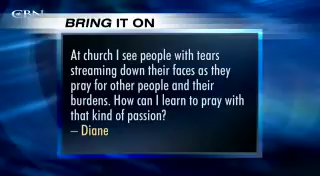 CBN
BRING IT ON
At church I see people with tears
streaming down their faces as they
pray for other people and their
burdens. How can I learn to pray with
that kind of passion?
– Diane